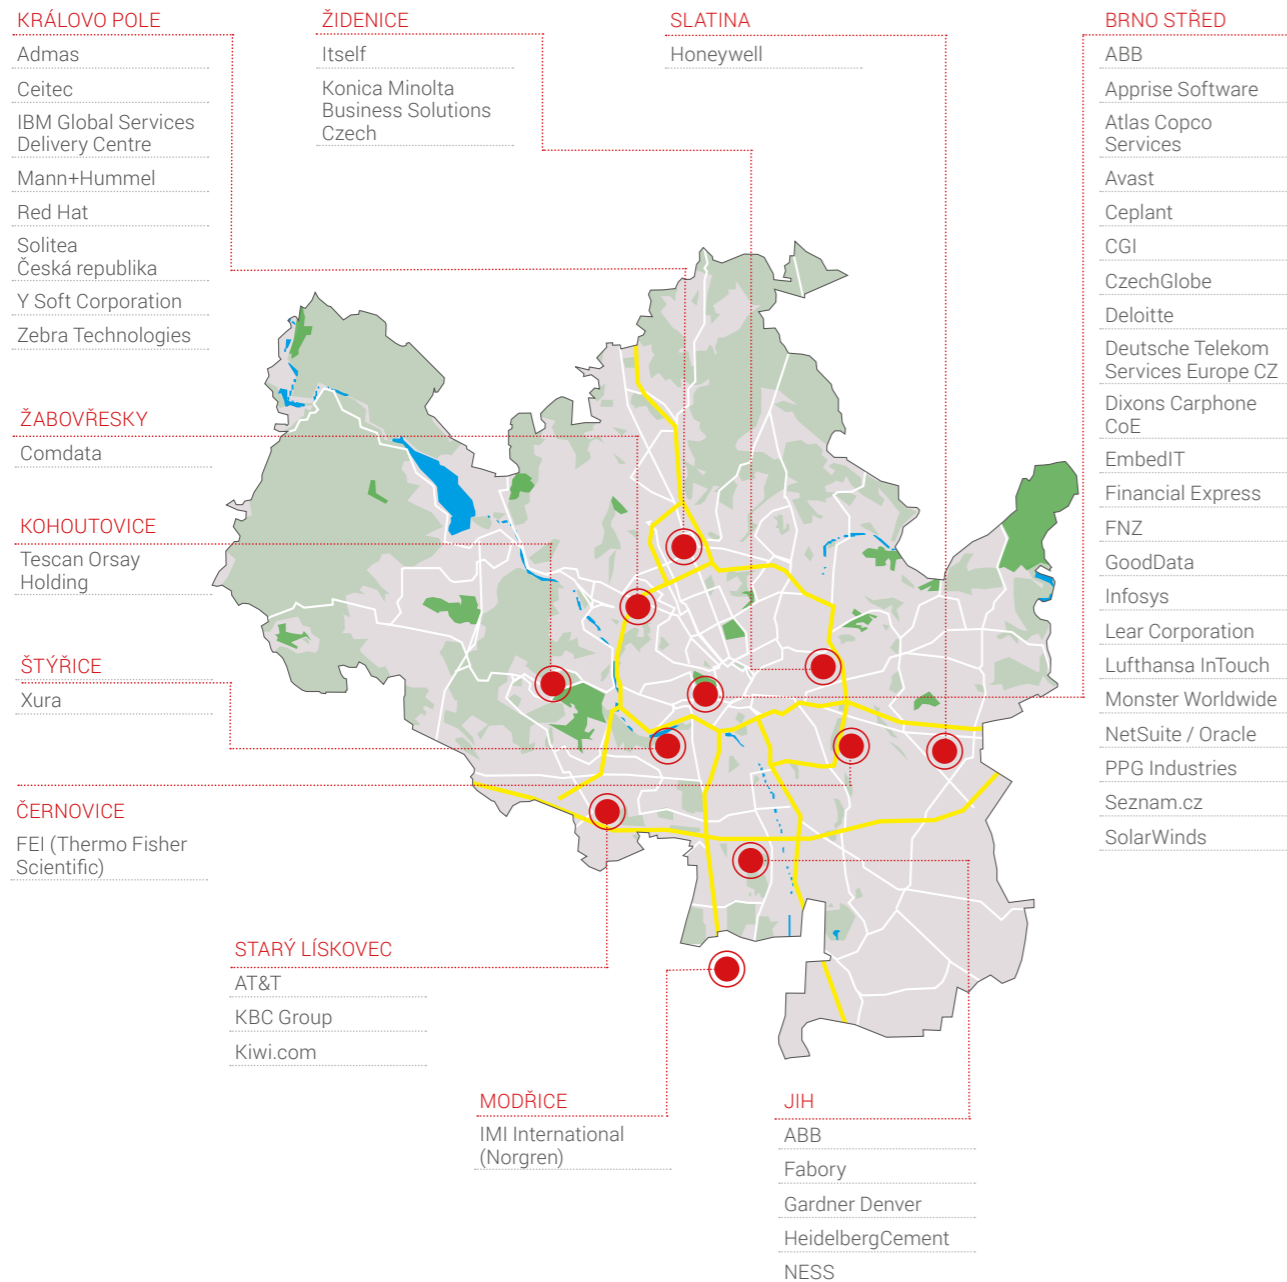 KRÁLOVO POLE
Admas
Ceitec
IBM Global Services
Delivery Centre
Mann+Hummel
Red Hat
Solitea
Česká republika
Y Soft Corporation
Zebra Technologies
ŽIDENICE
Itself
Konica Minolta
Business Solutions
Czech
SLATINA
Honeywell
BRNO STŘED
ABB
Apprise Software
Atlas Copco
Services
Avast
Ceplant
CGI
CzechGlobe
Deloitte
Deutsche Telekom
Services Europe CZ
Dixons Carphone
CoE
EmbedIT
Financial Express
FNZ
GoodData
Infosys
Lear Corporation
Lufthansa InTouch
Monster Worldwide
NetSuite / Oracle
PPG Industries
Seznam.cz
SolarWinds
ŽABOVŘESKY
Comdata
KOHOUTOVICE
Tescan Orsay
Holding
ŠTÝŘICE
Xura
ČERNOVICE
FEI (Thermo Fisher
Scientific)
STARÝ LÍSKOVEC
AT&T
KBC Group
Kiwi.com
MODŘICE
IMI International
(Norgren)
JIH
ABB
Fabory
Gardner Denver
HeidelbergCement
NESS